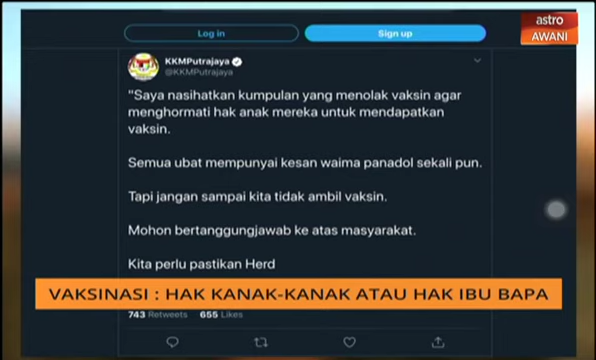 Log in
Sign up
astro
AWANI
KKMPutrajaya
@KKMPutrajaya
"Saya nasihatkan kumpulan yang menolak vaksin agar
menghormati hak anak mereka untuk mendapatkan
vaksin.
Semua ubat mempunyai kesan waima panadol sekali pun.
Tapi jangan sampai kita tidak ambil vaksin.
Mohon bertanggungjawab ke atas masyarakat.
Kita perlu pastikan Herd
VAKSINASI : HAK KANAK-KANAK ATAU HAK IBU BAPA
743 Retweets 655 Likes